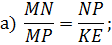 а) MN/MP = NP/KE;